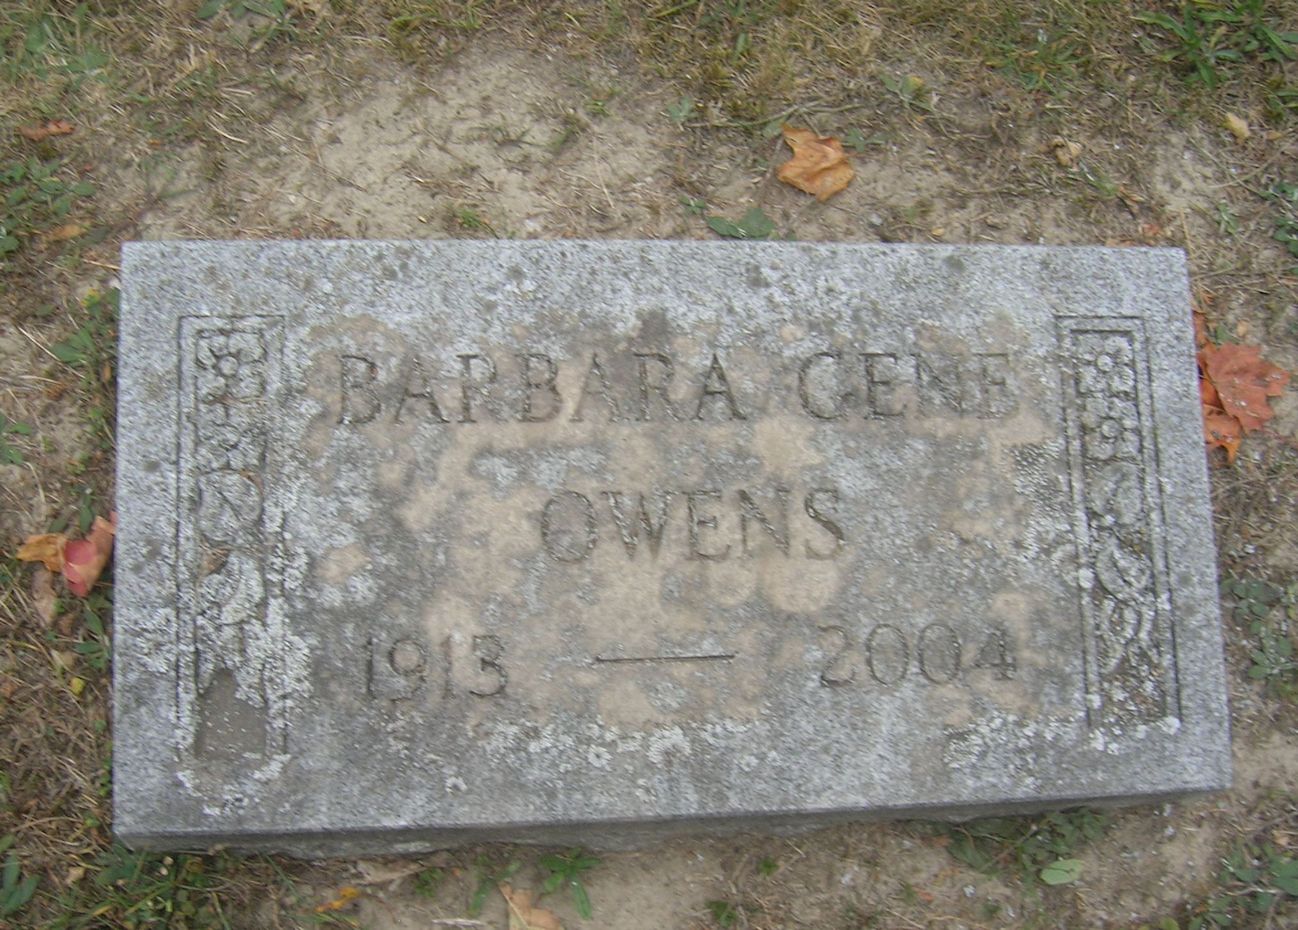 BARBARA GENE
OWENS
1913 — 2004